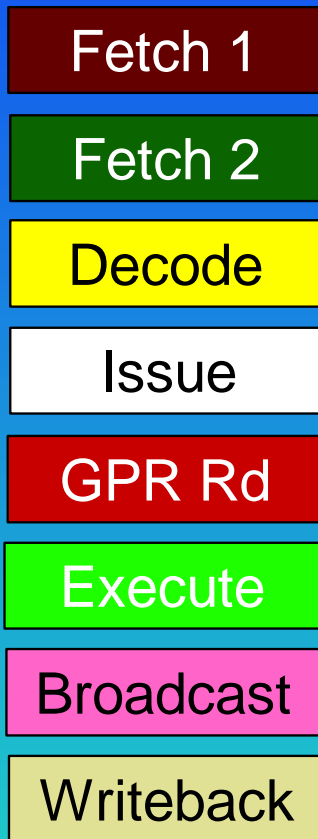 Fetch 1
Fetch 2
Decode
Issue
GPR Rd
Execute
Broadcast
Writeback